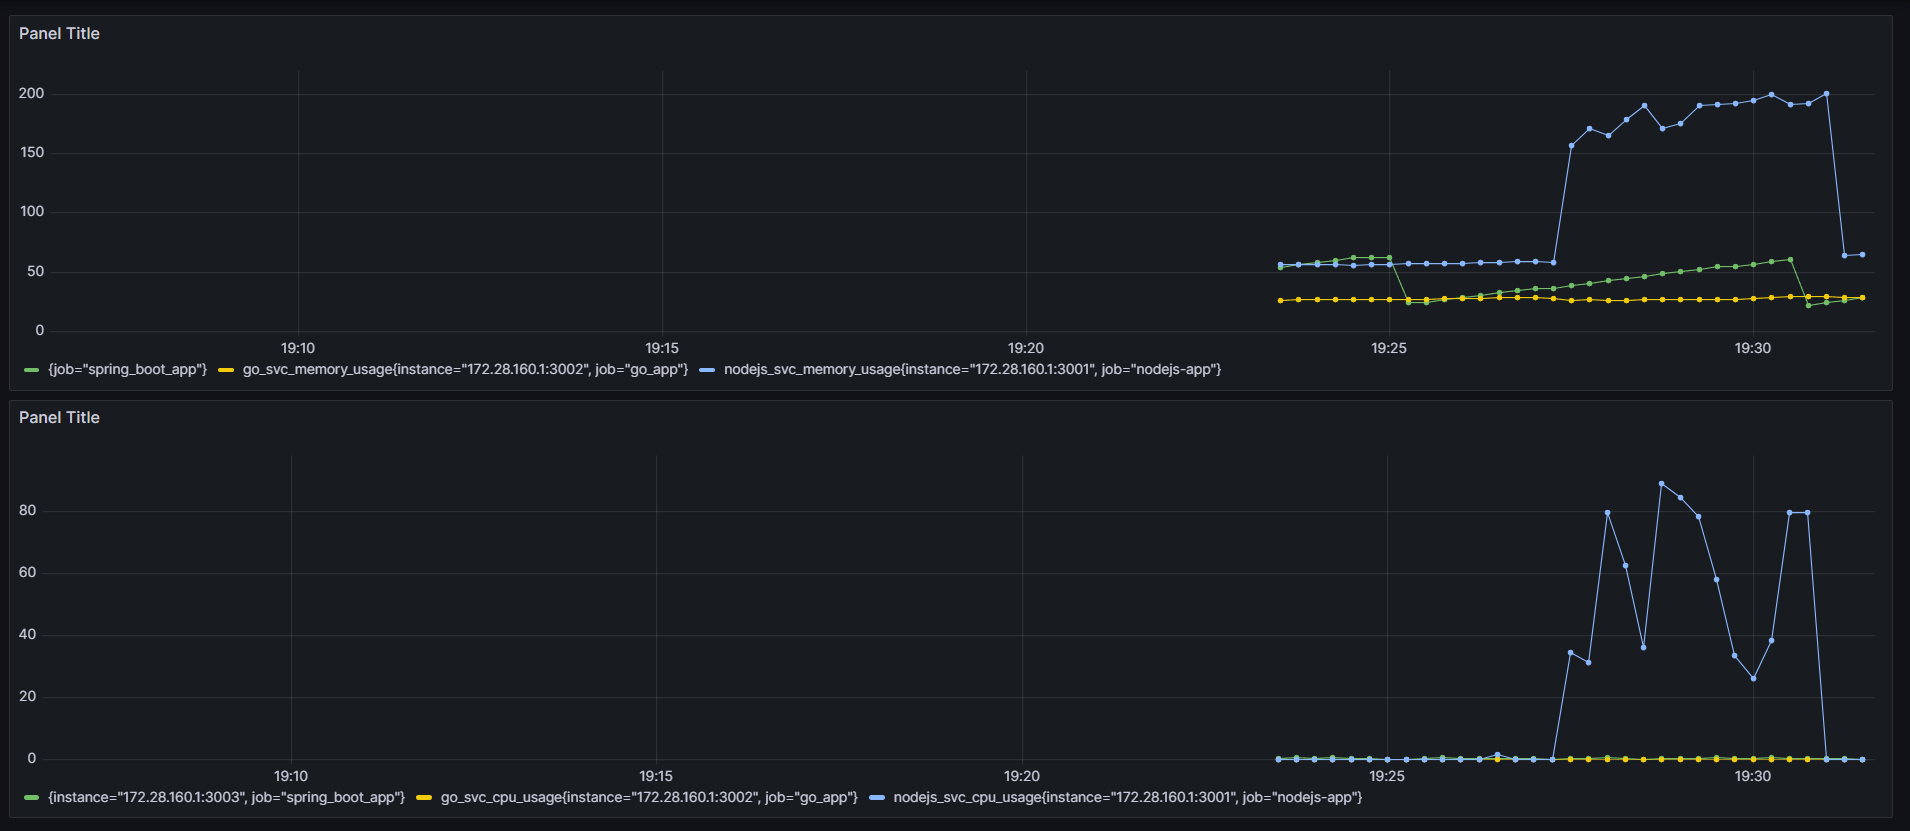 Panel Title
200
150
100
50
0
19:10 19:15 19:20 19:25 19:30
{job="spring_boot_app"} go_svc_memory_usage{instance="172.28.160.1:3002", job="go_app"} nodejs_svc_memory_usage{instance="172.28.160.1:3001", job="nodejs-app"}
Panel Title
80
60
40
20
0
19:10 19:15 19:20 19:25 19:30
{instance="172.28.160.1:3003", job="spring_boot_app"} go_svc_cpu_usage{instance="172.28.160.1:3002", job="go_app"} nodejs_svc_cpu_usage{instance="172.28.160.1:3001", job="nodejs-app"}